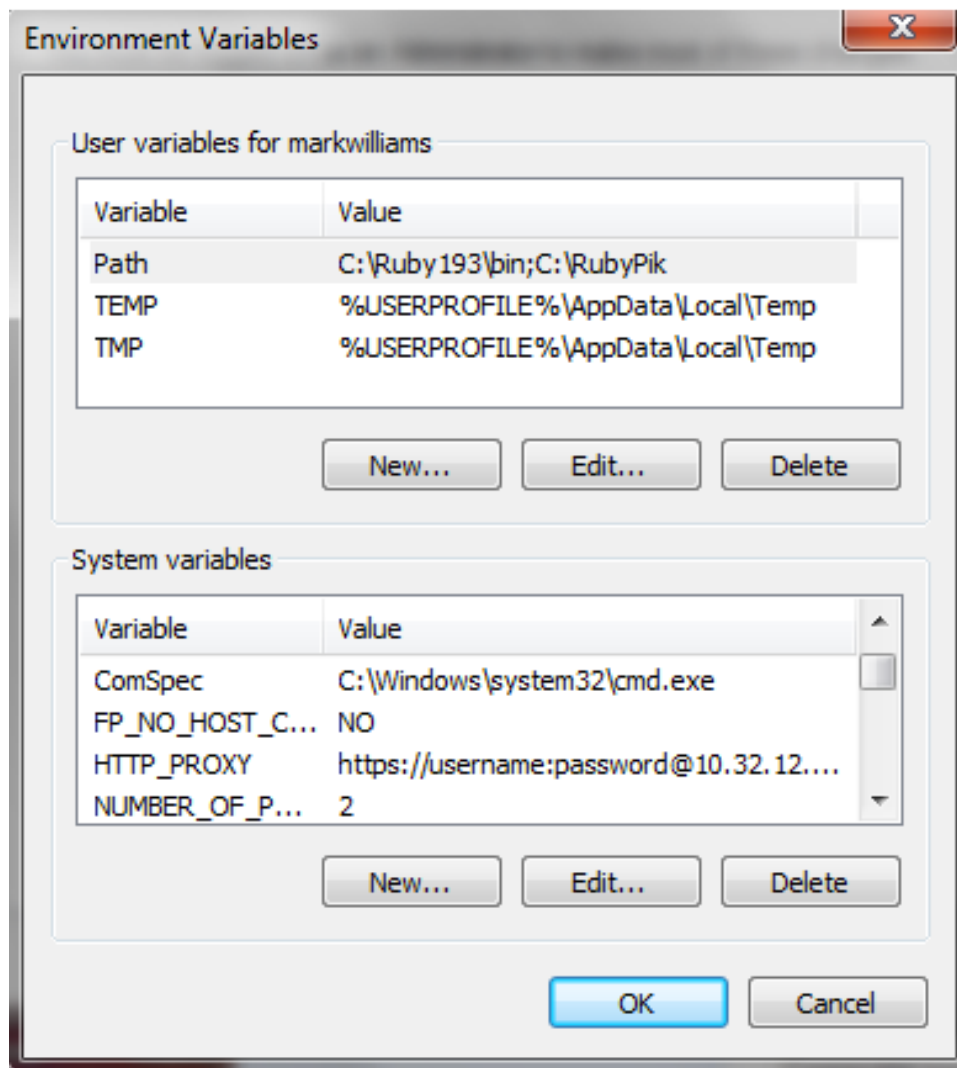 Environment Variables
User variables for markwilliams
Variable Value
Path C:\Ruby193\bin;C:\RubyPik
TEMP %USERPROFILE%\AppData\Local\Temp
TMP %USERPROFILE%\AppData\Local\Temp
New... Edit... Delete
System variables
Variable Value
ComSpec C:\Windows\system32\cmd.exe
FP_NO_HOST_C... NO
HTTP_PROXY https://username:password@10.32.12....
NUMBER_OF_P... 2
New... Edit... Delete
OK Cancel